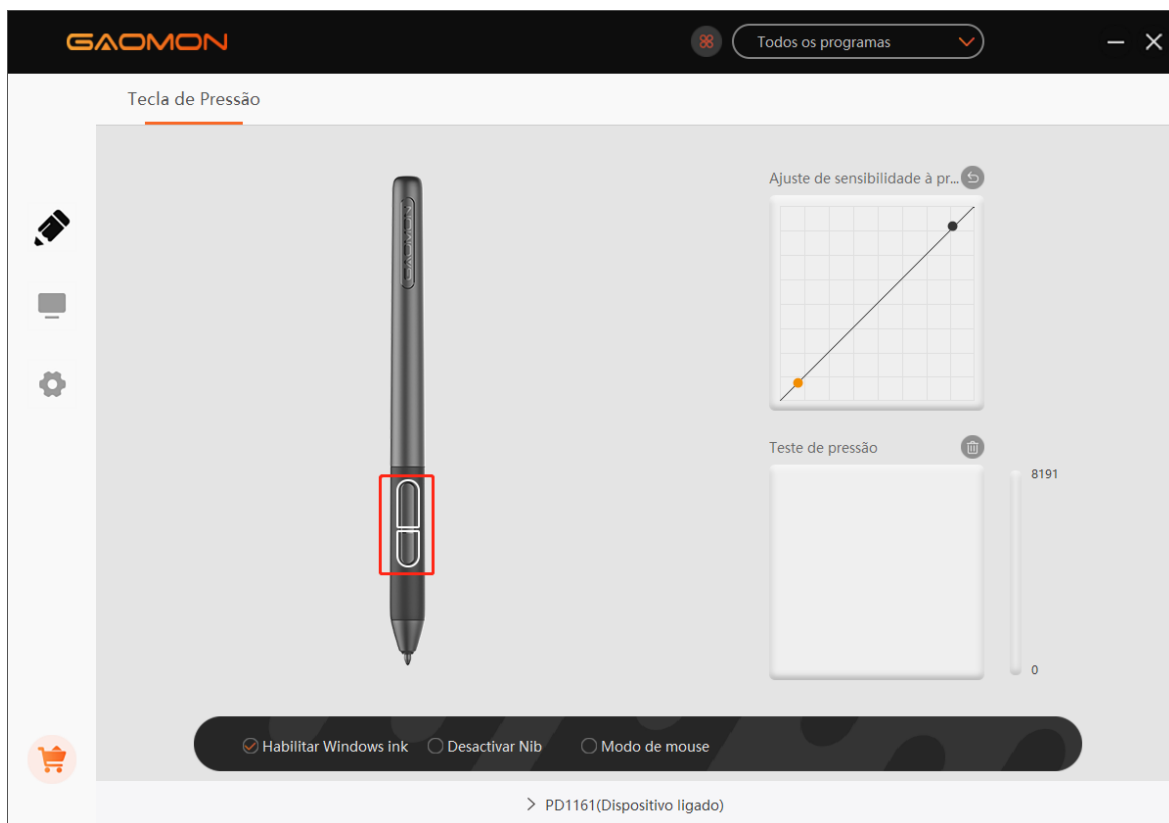 GAOMON
Todos os programas
Tecla de Pressão
GAOMON
Ajuste de sensibilidade à pr...
Teste de pressão
8191
0
Habilitar Windows ink
Desactivar Nib
Modo de mouse
PD1161(Dispositivo ligado)